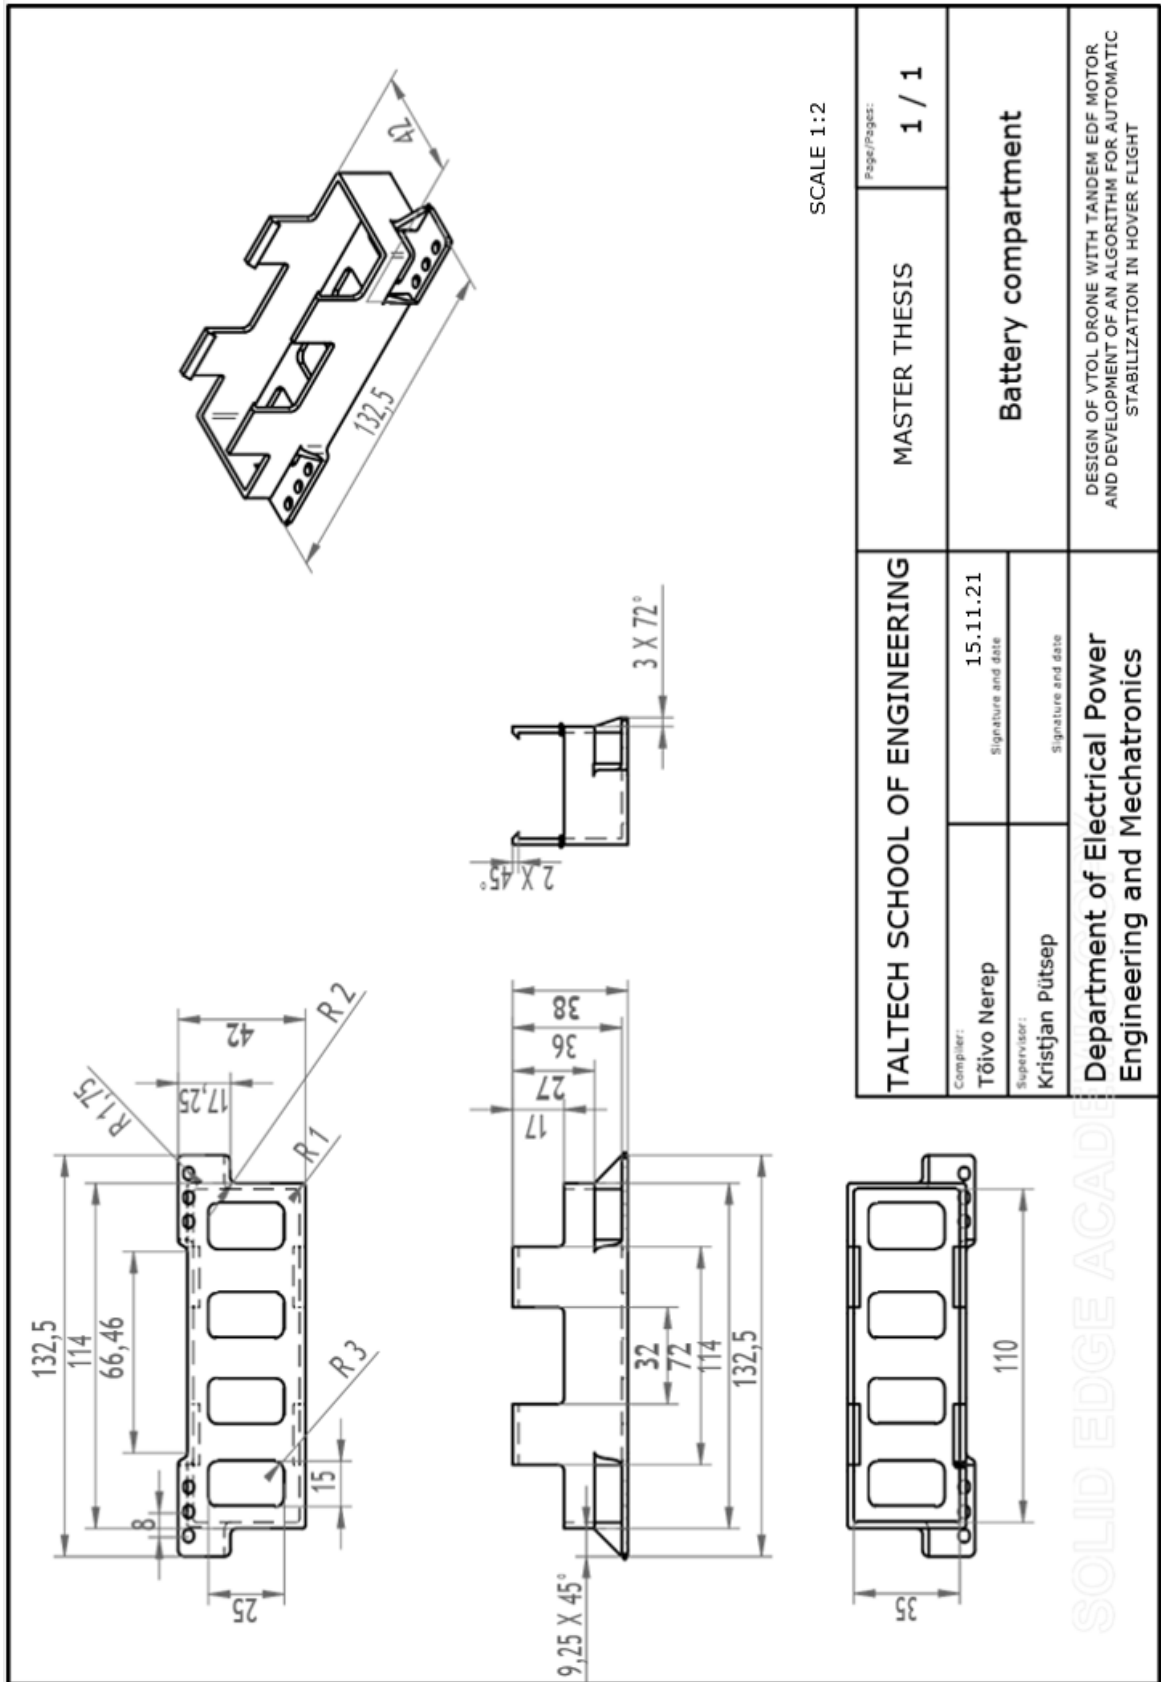 132,5
114
66,46
8
25
15
R 3
R 1,75
17,25
42
R 2
R 1
9,25 X 45°
17
27
36
38
32
72
114
132,5
2 X 45°
3 X 72°
35
110
132,5
42
SCALE 1:2
TALTECH SCHOOL OF ENGINEERING
MASTER THESIS
Page/Pages:
1 / 1
Compiler:
Tõivo Nerep
15.11.21
Signature and date
Supervisor:
Kristjan Pütsep
Signature and date
Battery compartment
Department of Electrical Power
Engineering and Mechatronics
DESIGN OF VTOL DRONE WITH TANDEM EDF MOTOR
AND DEVELOPMENT OF AN ALGORITHM FOR AUTOMATIC
STABILIZATION IN HOVER FLIGHT
SOLID EDGE ACADEMIC COPY